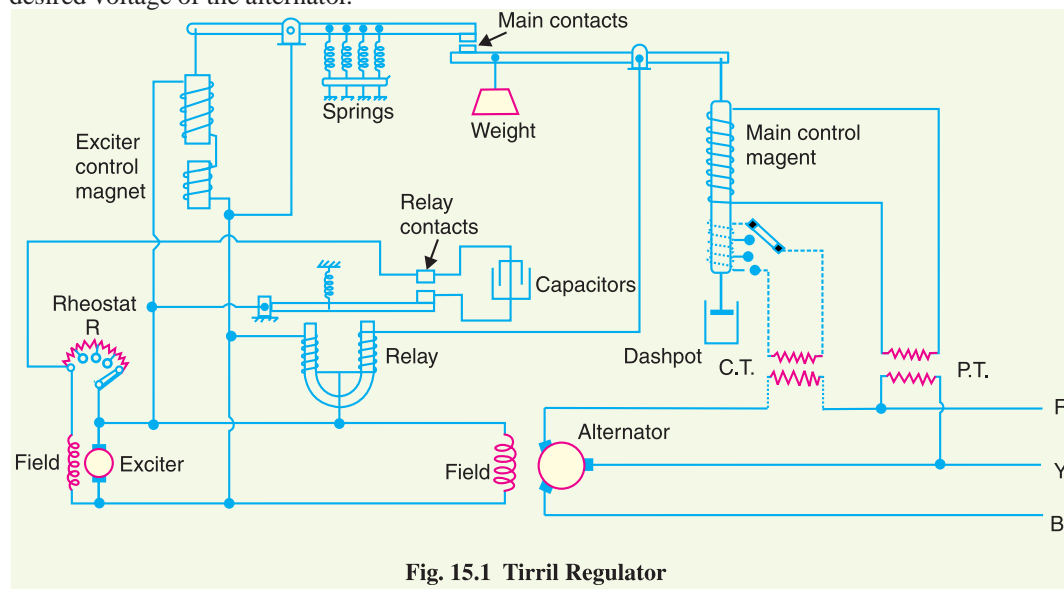 desired voltage of the alternator.
Main contacts
Springs
Weight
Exciter
control
magnet
Main control
magent
Relay
contacts
Capacitors
Rheostat
R
Relay
Dashpot
C.T.
P.T.
Field
Exciter
Field
Alternator
Y
B
Fig. 15.1 Tirril Regulator